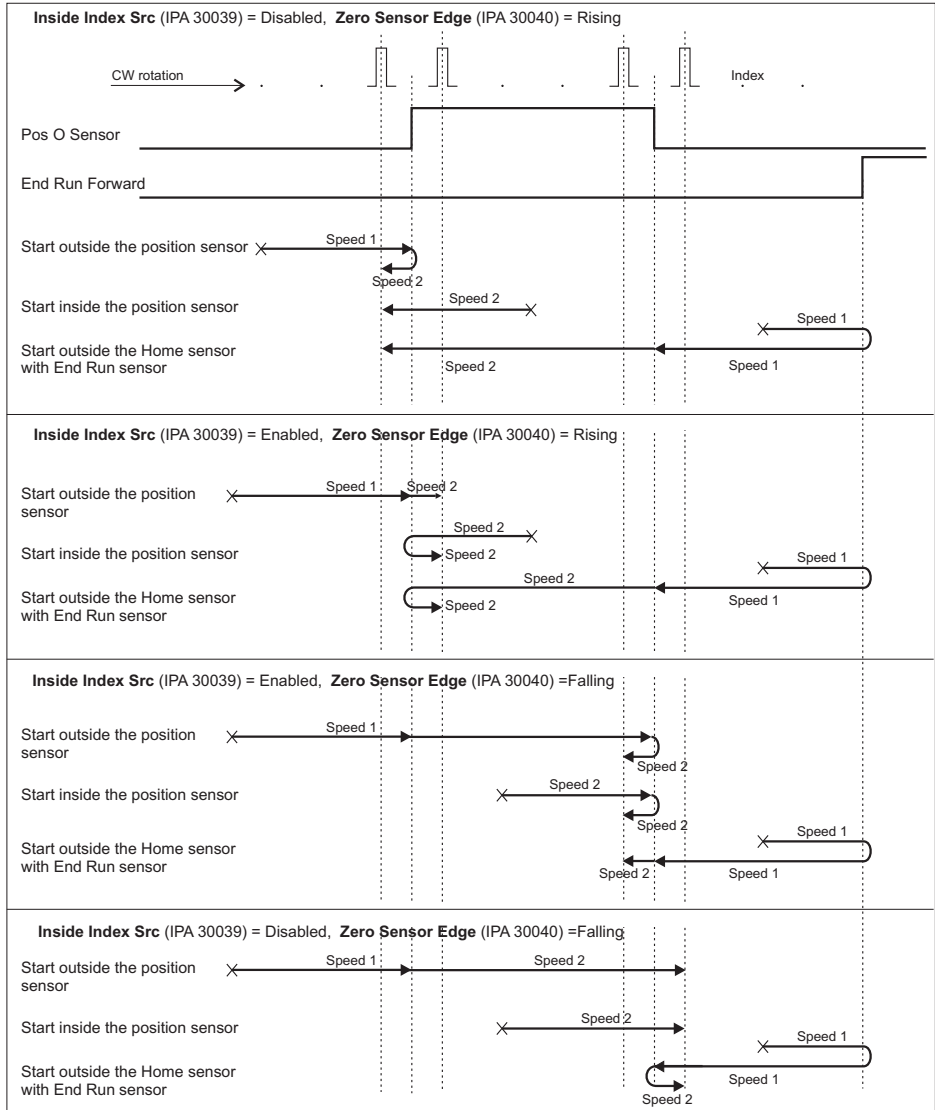 Inside Index Src (IPA 30039) = Disabled, Zero Sensor Edge (IPA 30040) = Rising
CW rotation
Index
Pos O Sensor
End Run Forward
Start outside the position sensor
Speed 1
Speed 2
Start inside the position sensor
Speed 2
Speed 1
Start outside the Home sensor
with End Run sensor
Speed 2
Speed 1
Inside Index Src (IPA 30039) = Enabled, Zero Sensor Edge (IPA 30040) = Rising
Start outside the position
sensor
Speed 1
Speed 2
Speed 2
Start inside the position sensor
Speed 2
Speed 1
Start outside the Home sensor
with End Run sensor
Speed 2
Speed 2
Speed 1
Inside Index Src (IPA 30039) = Enabled, Zero Sensor Edge (IPA 30040) =Falling
Start outside the position
sensor
Speed 1
Speed 2
Start inside the position sensor
Speed 2
Speed 2
Speed 1
Start outside the Home sensor
with End Run sensor
Speed 2
Speed 1
Inside Index Src (IPA 30039) = Disabled, Zero Sensor Edge (IPA 30040) =Falling
Start outside the position
sensor
Speed 1
Speed 2
Start inside the position sensor
Speed 2
Speed 1
Start outside the Home sensor
with End Run sensor
Speed 1
Speed 2